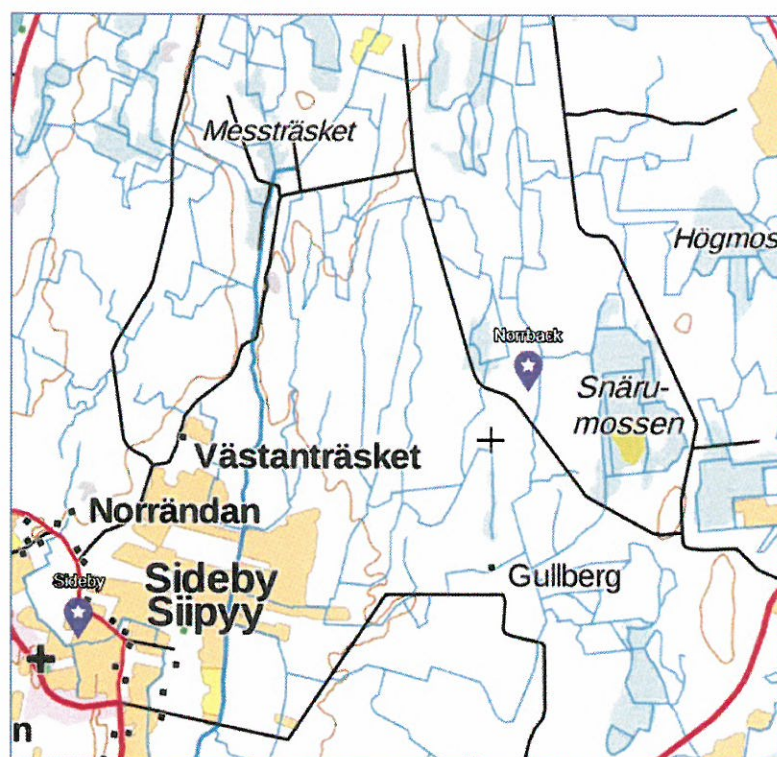 Messträsket
Högmos
Norrback
Snäru-
mossen
Västanträsket
Norrändan
Sideby
Sideby
Siipyy
Gullberg
n